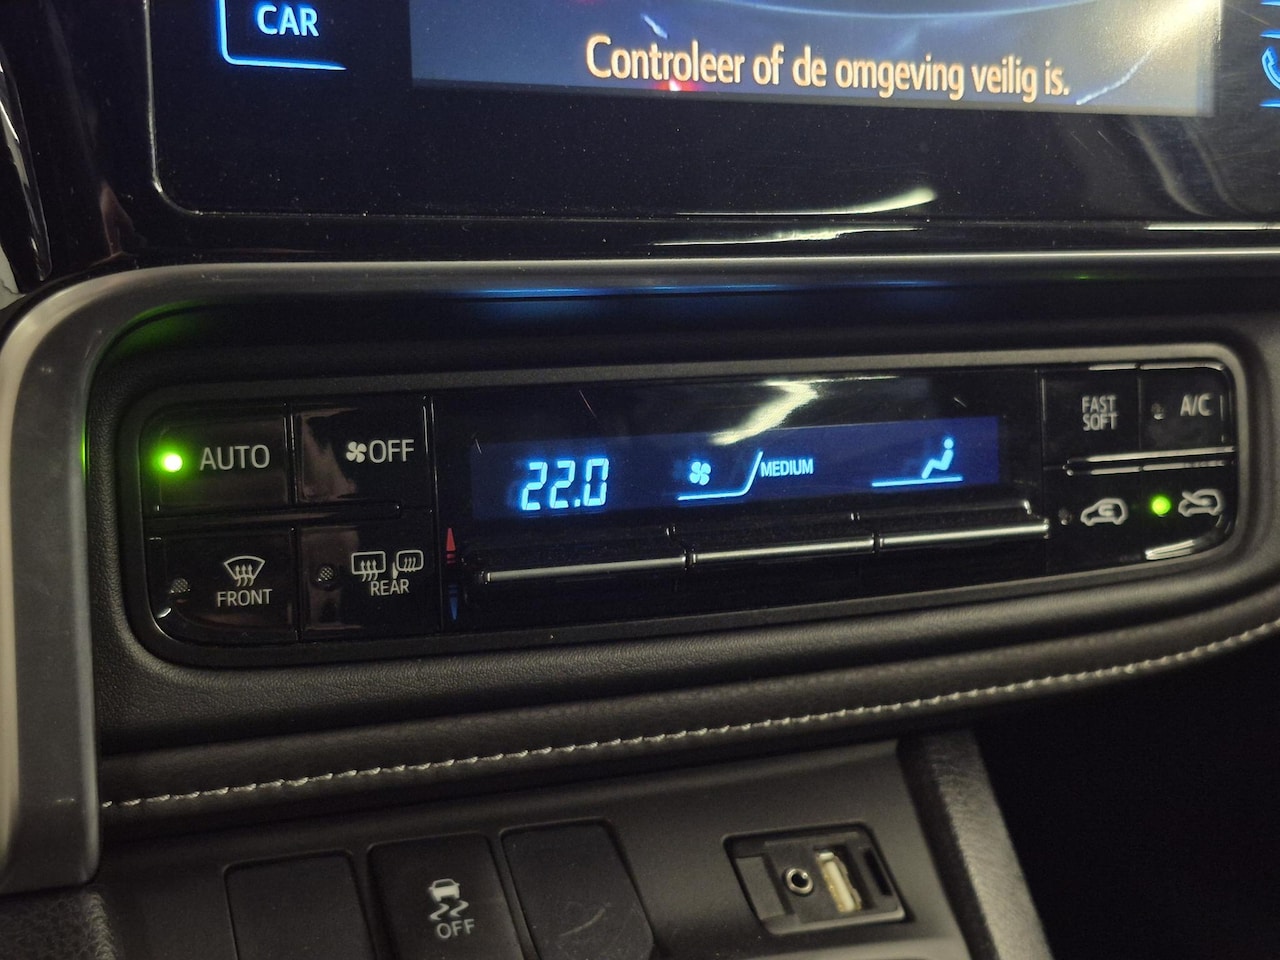 CAR
Controleer of de omgeving veilig is.
AUTO
OFF
22.0
MEDIUM
FAST
SOFT
A/C
FRONT
REAR
OFF